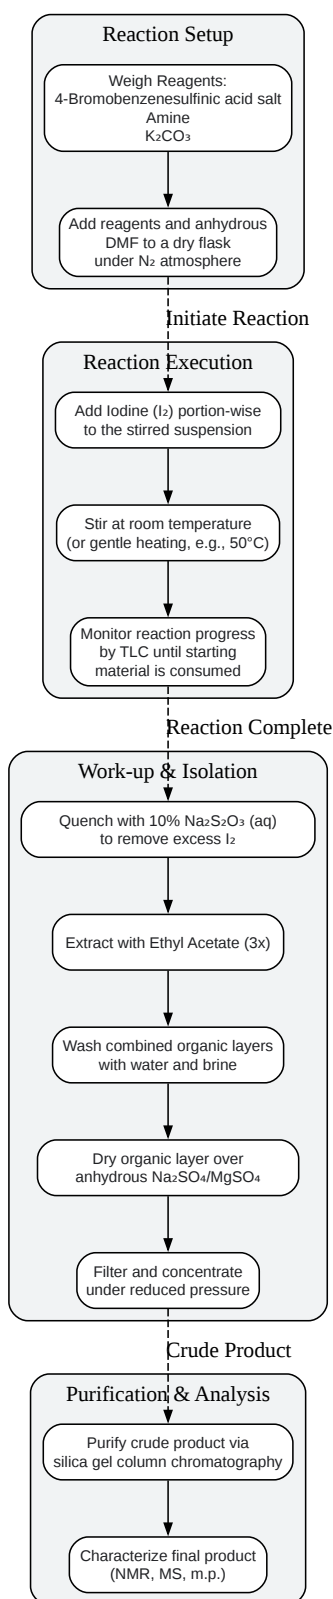 Reaction Setup
Weigh Reagents:
4-Bromobenzenesulfinic acid salt
Amine
K₂CO₃
Add reagents and anhydrous
DMF to a dry flask
under N₂ atmosphere
Initiate Reaction
Reaction Execution
Add Iodine (I₂) portion-wise
to the stirred suspension
Stir at room temperature
(or gentle heating, e.g., 50°C)
Monitor reaction progress
by TLC until starting
material is consumed
Reaction Complete
Work-up & Isolation
Quench with 10% Na₂S₂O₃ (aq)
to remove excess I₂
Extract with Ethyl Acetate (3x)
Wash combined organic layers
with water and brine
Dry organic layer over
anhydrous Na₂SO₄/MgSO₄
Filter and concentrate
under reduced pressure
Crude Product
Purification & Analysis
Purify crude product via
silica gel column chromatography
Characterize final product
(NMR, MS, m.p.)